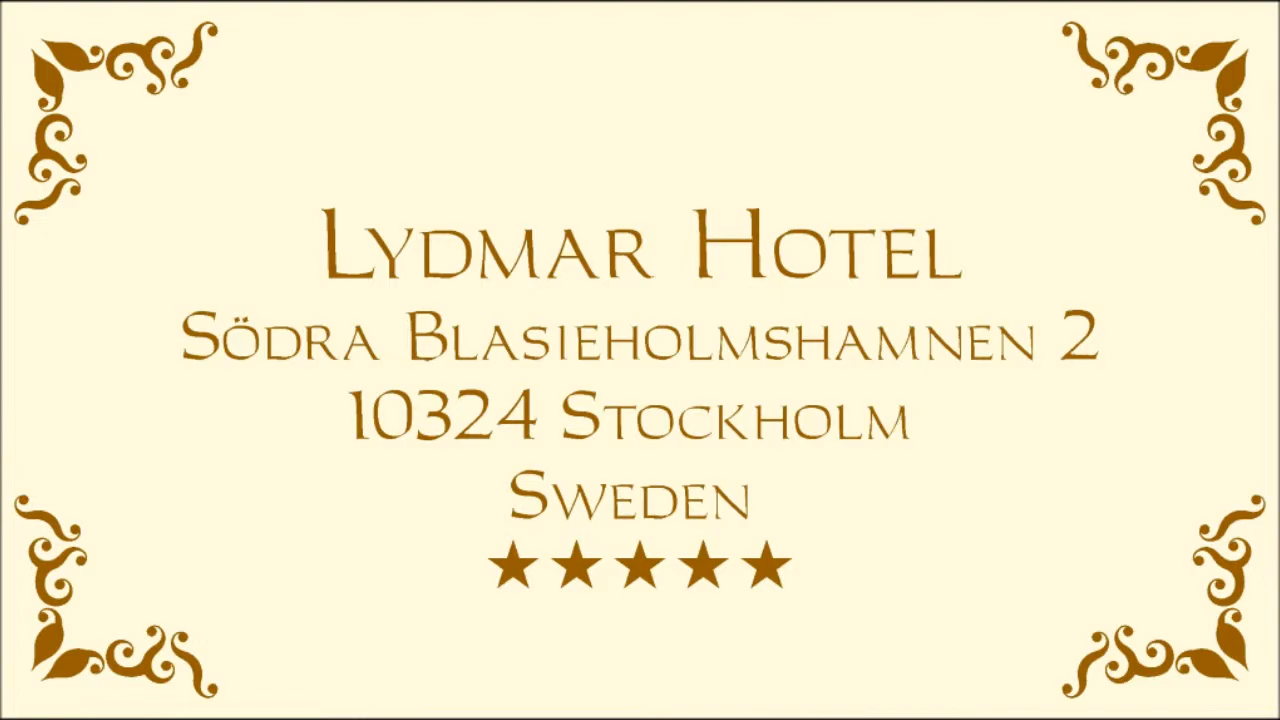 Lydmar Hotel
Södra Blasieholmshamnen 2
10324 Stockholm
Sweden
★★★★★